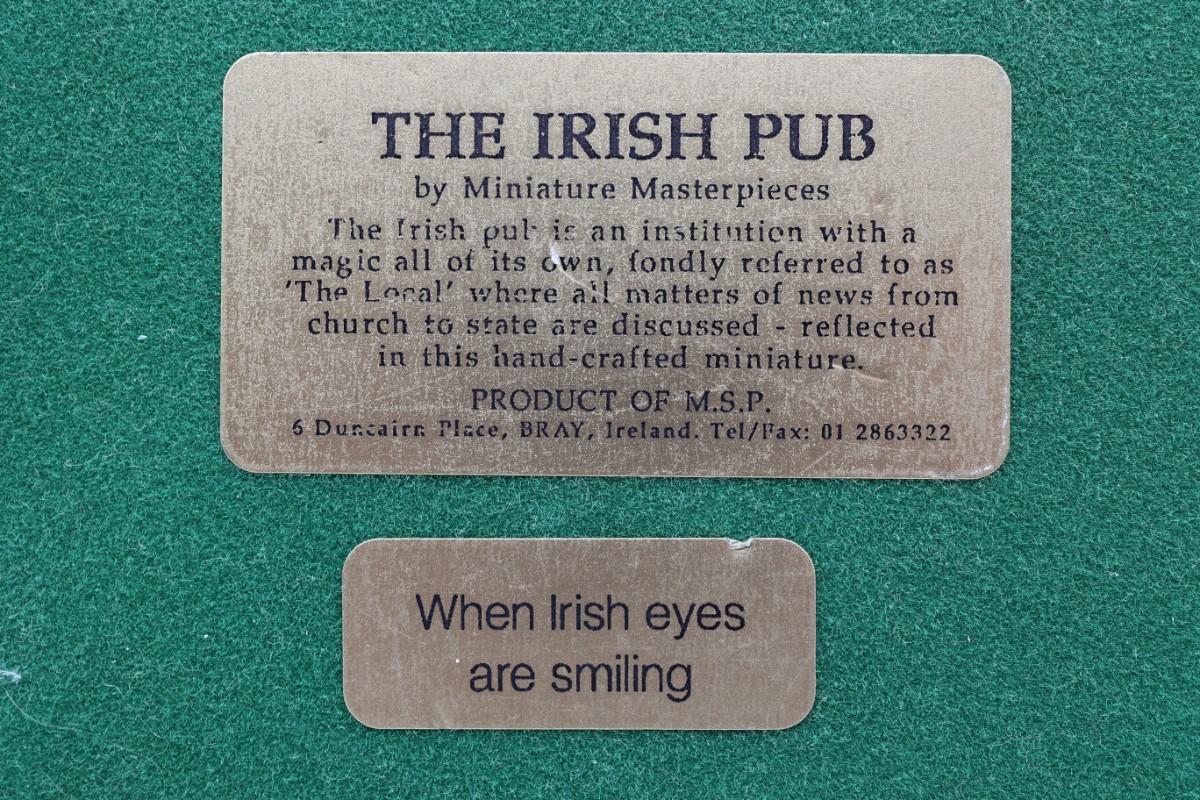 THE IRISH PUB
by Miniature Masterpieces
The Irish pub is an institution with a
magic all of its own, fondly referred to as
'The Local' where all matters of news from
church to state are discussed - reflected
in this hand-crafted miniature.
PRODUCT OF M.S.P.
6 Duncairn Place, BRAY, Ireland. Tel/Fax: 01 2863322
When Irish eyes
are smiling